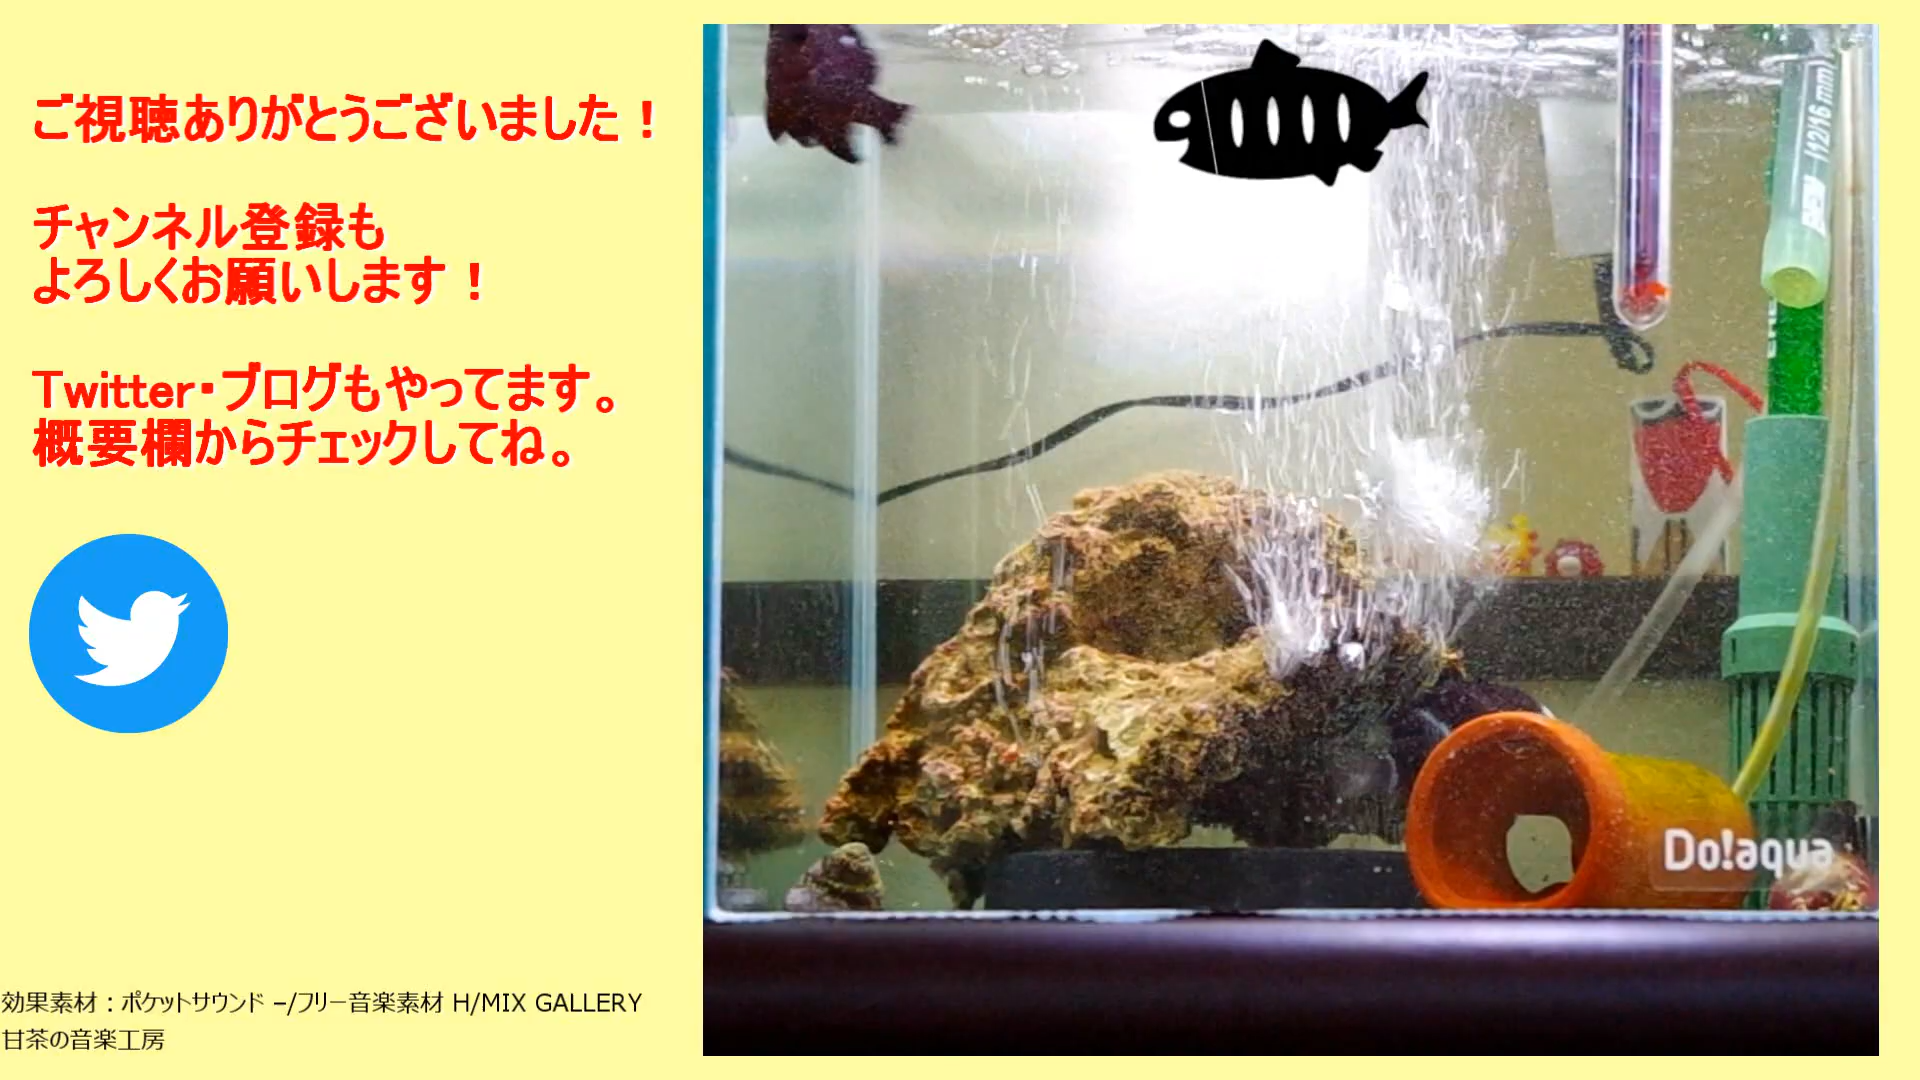 ご視聴ありがとうございました！
チャンネル登録も
よろしくお願いします！
Twitter・ブログもやってます。
概要欄からチェックしてね。
効果素材：ポケットサウンド –/フリー音楽素材 H/MIX GALLERY
甘茶の音楽工房
(12/16 mm)
Do!aqua